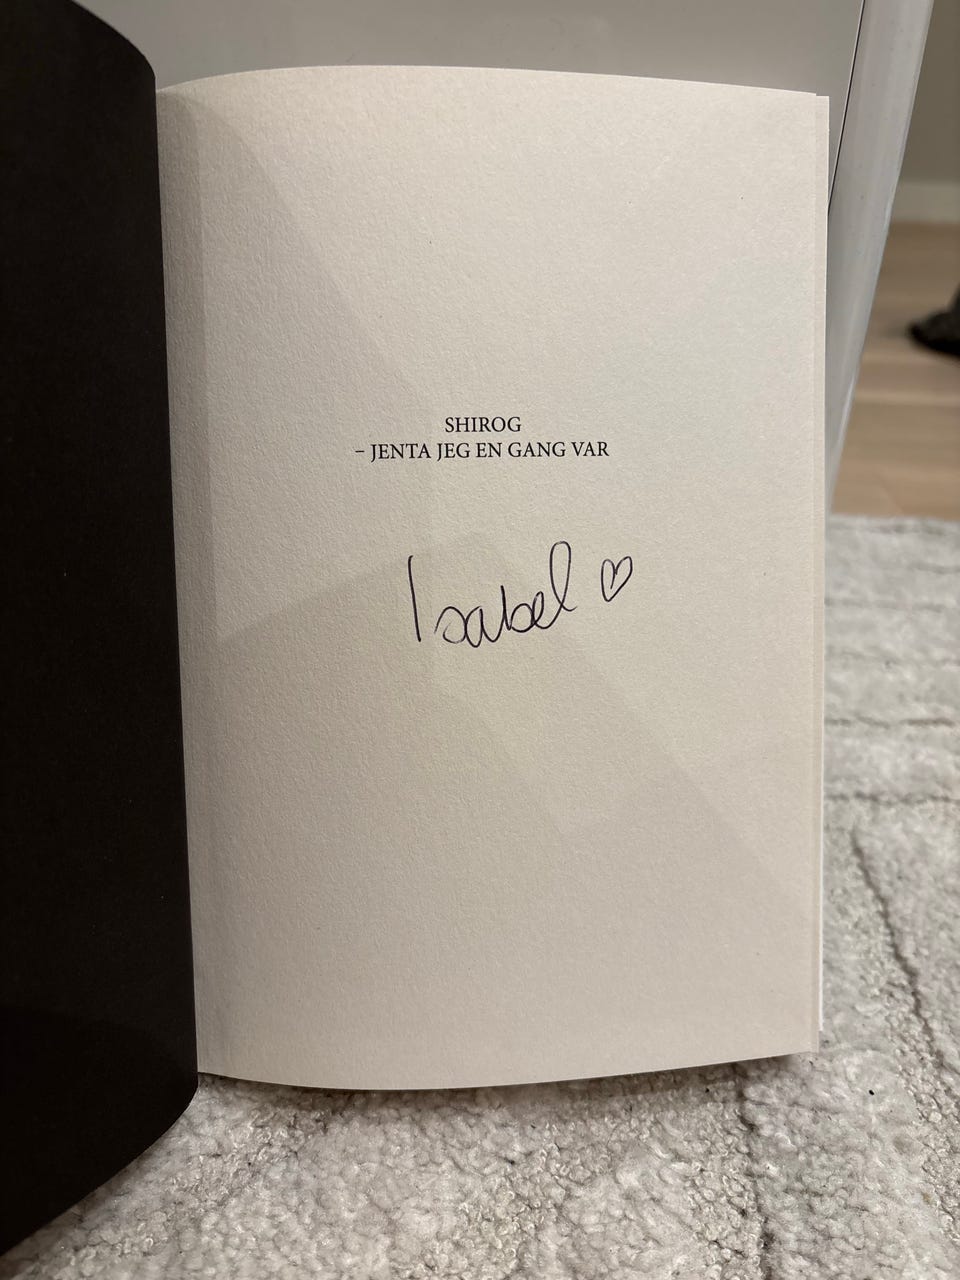 SHIROG
– JENTA JEG EN GANG VAR
Isabel ♡